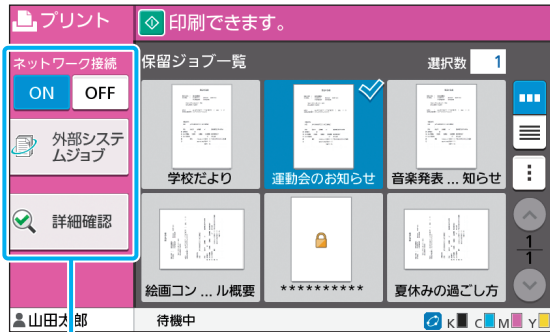 プリント
印刷できます。
ネットワーク接続
ON OFF
外部システ
ムジョブ
詳細確認
保留ジョブ一覧
選択数 1
学校だより
運動会のお知らせ
音楽発表 ... 知らせ
絵画コン ... ル概要
**********
夏休みの過ごし方
1
1
山田太郎
待機中
K C M Y